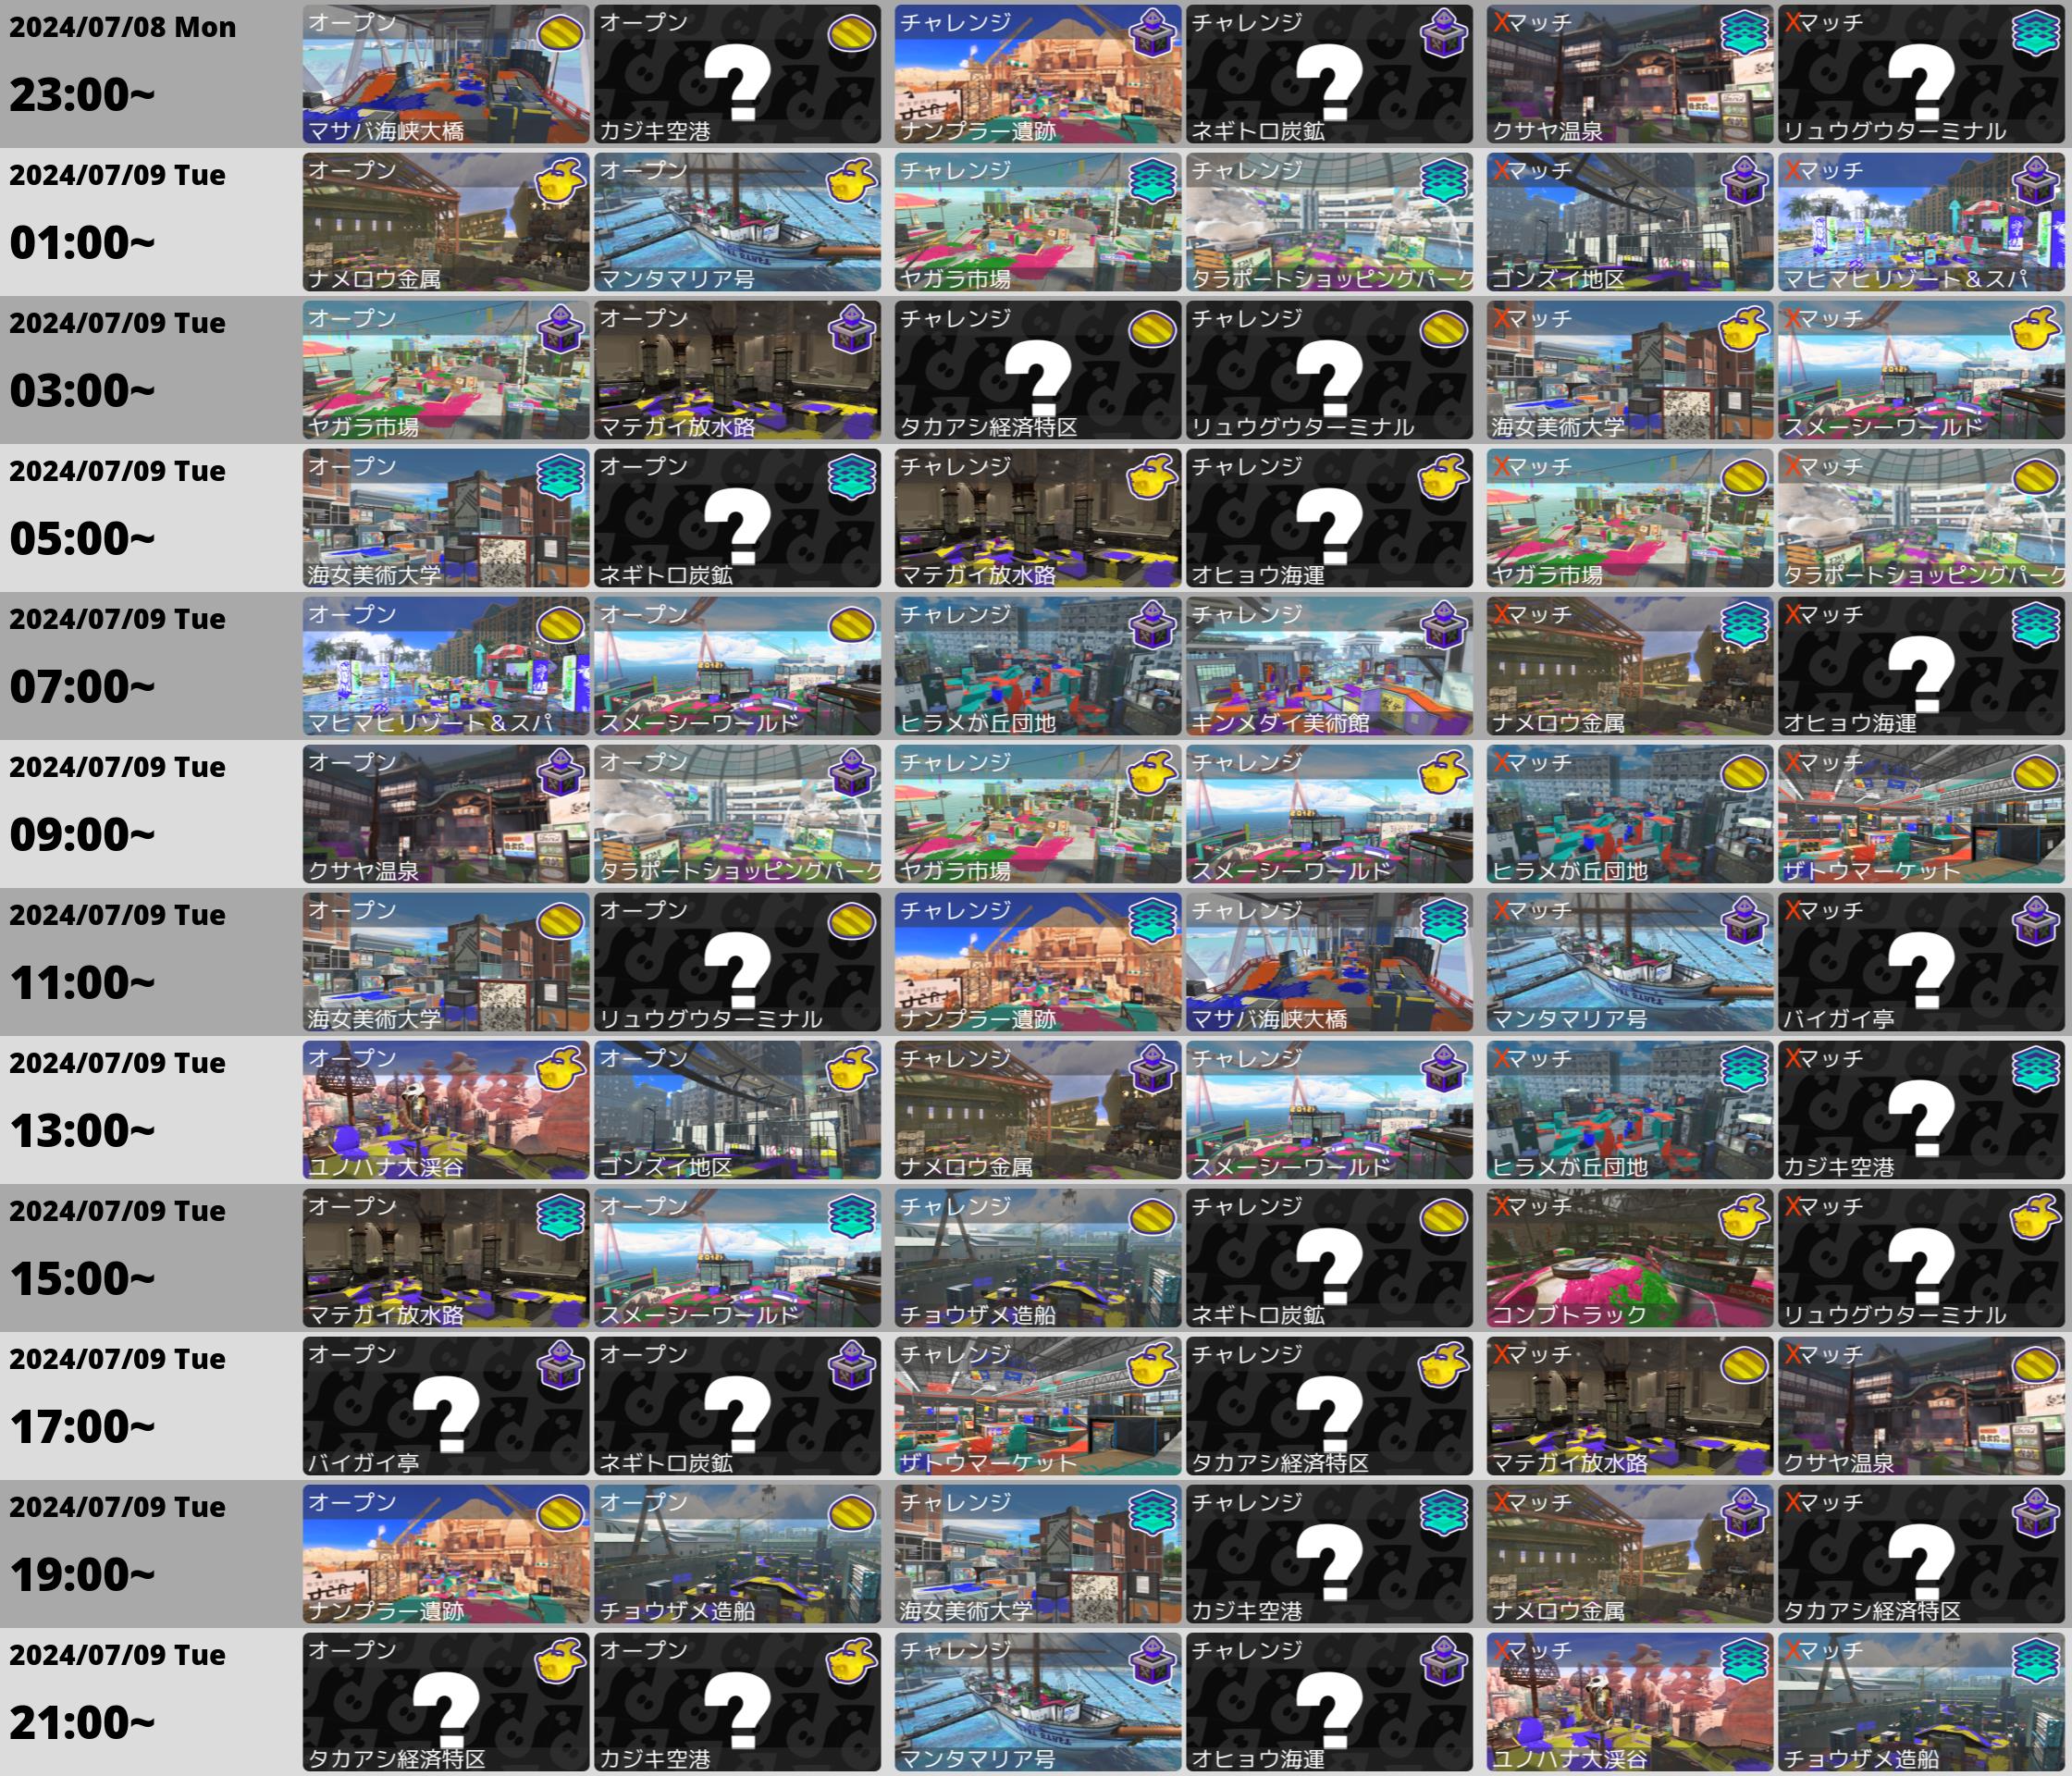 2024/07/08 Mon
23:00~
オープン オープン チャレンジ チャレンジ Xマッチ Xマッチ
マサバ海峡大橋 カジキ空港 ナンプラー遺跡 ネギトロ炭鉱 クサヤ温泉 リュウグウターミナル
2024/07/09 Tue
01:00~
オープン オープン チャレンジ チャレンジ Xマッチ Xマッチ
ナメロウ金属 マンタマリア号 ヤガラ市場 タラポートショッピングパーク ゴンズイ地区 マヒマヒリゾート＆スパ
2024/07/09 Tue
03:00~
オープン オープン チャレンジ チャレンジ Xマッチ Xマッチ
ヤガラ市場 マテガイ放水路 タカアシ経済特区 リュウグウターミナル 海女美術大学 スメーシーワールド
2024/07/09 Tue
05:00~
オープン オープン チャレンジ チャレンジ Xマッチ Xマッチ
海女美術大学 ネギトロ炭鉱 マテガイ放水路 オヒョウ海運 ヤガラ市場 タラポートショッピングパーク
2024/07/09 Tue
07:00~
オープン オープン チャレンジ チャレンジ Xマッチ Xマッチ
マヒマヒリゾート＆スパ スメーシーワールド ヒラメが丘団地 キンメダイ美術館 ナメロウ金属 オヒョウ海運
2024/07/09 Tue
09:00~
オープン オープン チャレンジ チャレンジ Xマッチ Xマッチ
クサヤ温泉 タラポートショッピングパーク ヤガラ市場 スメーシーワールド ヒラメが丘団地 ザトウマーケット
2024/07/09 Tue
11:00~
オープン オープン チャレンジ チャレンジ Xマッチ Xマッチ
海女美術大学 リュウグウターミナル ナンプラー遺跡 マサバ海峡大橋 マンタマリア号 バイガイ亭
2024/07/09 Tue
13:00~
オープン オープン チャレンジ チャレンジ Xマッチ Xマッチ
ユノハナ大渓谷 ゴンズイ地区 ナメロウ金属 スメーシーワールド ヒラメが丘団地 カジキ空港
2024/07/09 Tue
15:00~
オープン オープン チャレンジ チャレンジ Xマッチ Xマッチ
マテガイ放水路 スメーシーワールド チョウザメ造船 ネギトロ炭鉱 コンブトラック リュウグウターミナル
2024/07/09 Tue
17:00~
オープン オープン チャレンジ チャレンジ Xマッチ Xマッチ
バイガイ亭 ネギトロ炭鉱 ザトウマーケット タカアシ経済特区 マテガイ放水路 クサヤ温泉
2024/07/09 Tue
19:00~
オープン オープン チャレンジ チャレンジ Xマッチ Xマッチ
ナンプラー遺跡 チョウザメ造船 海女美術大学 カジキ空港 ナメロウ金属 タカアシ経済特区
2024/07/09 Tue
21:00~
オープン オープン チャレンジ チャレンジ Xマッチ Xマッチ
タカアシ経済特区 カジキ空港 マンタマリア号 オヒョウ海運 ユノハナ大渓谷 チョウザメ造船